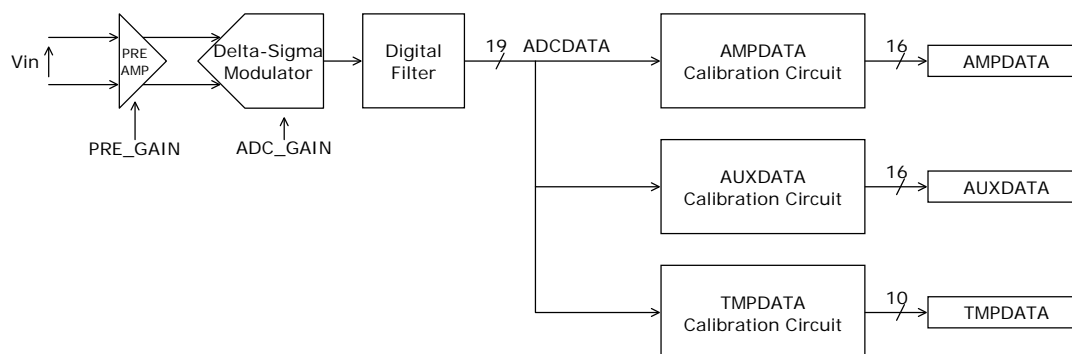 Vin
PRE
AMP
PRE_GAIN
Delta-Sigma
Modulator
ADC_GAIN
Digital
Filter
19
ADCDATA
AMPDATA
Calibration Circuit
16
AMPDATA
AUXDATA
Calibration Circuit
16
AUXDATA
TMPDATA
Calibration Circuit
10
TMPDATA